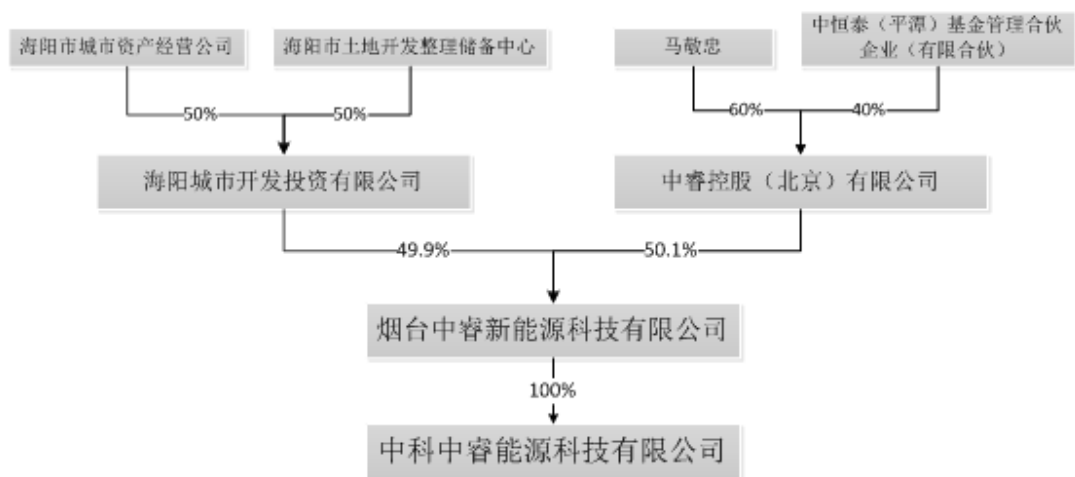 海阳市城市资产经营公司
海阳市土地开发整理储备中心
马敬忠
中恒泰（平潭）基金管理合伙
企业（有限合伙）
50%
50%
60%
40%
海阳城市开发投资有限公司
中睿控股（北京）有限公司
49.9%
50.1%
烟台中睿新能源科技有限公司
100%
中科中睿能源科技有限公司